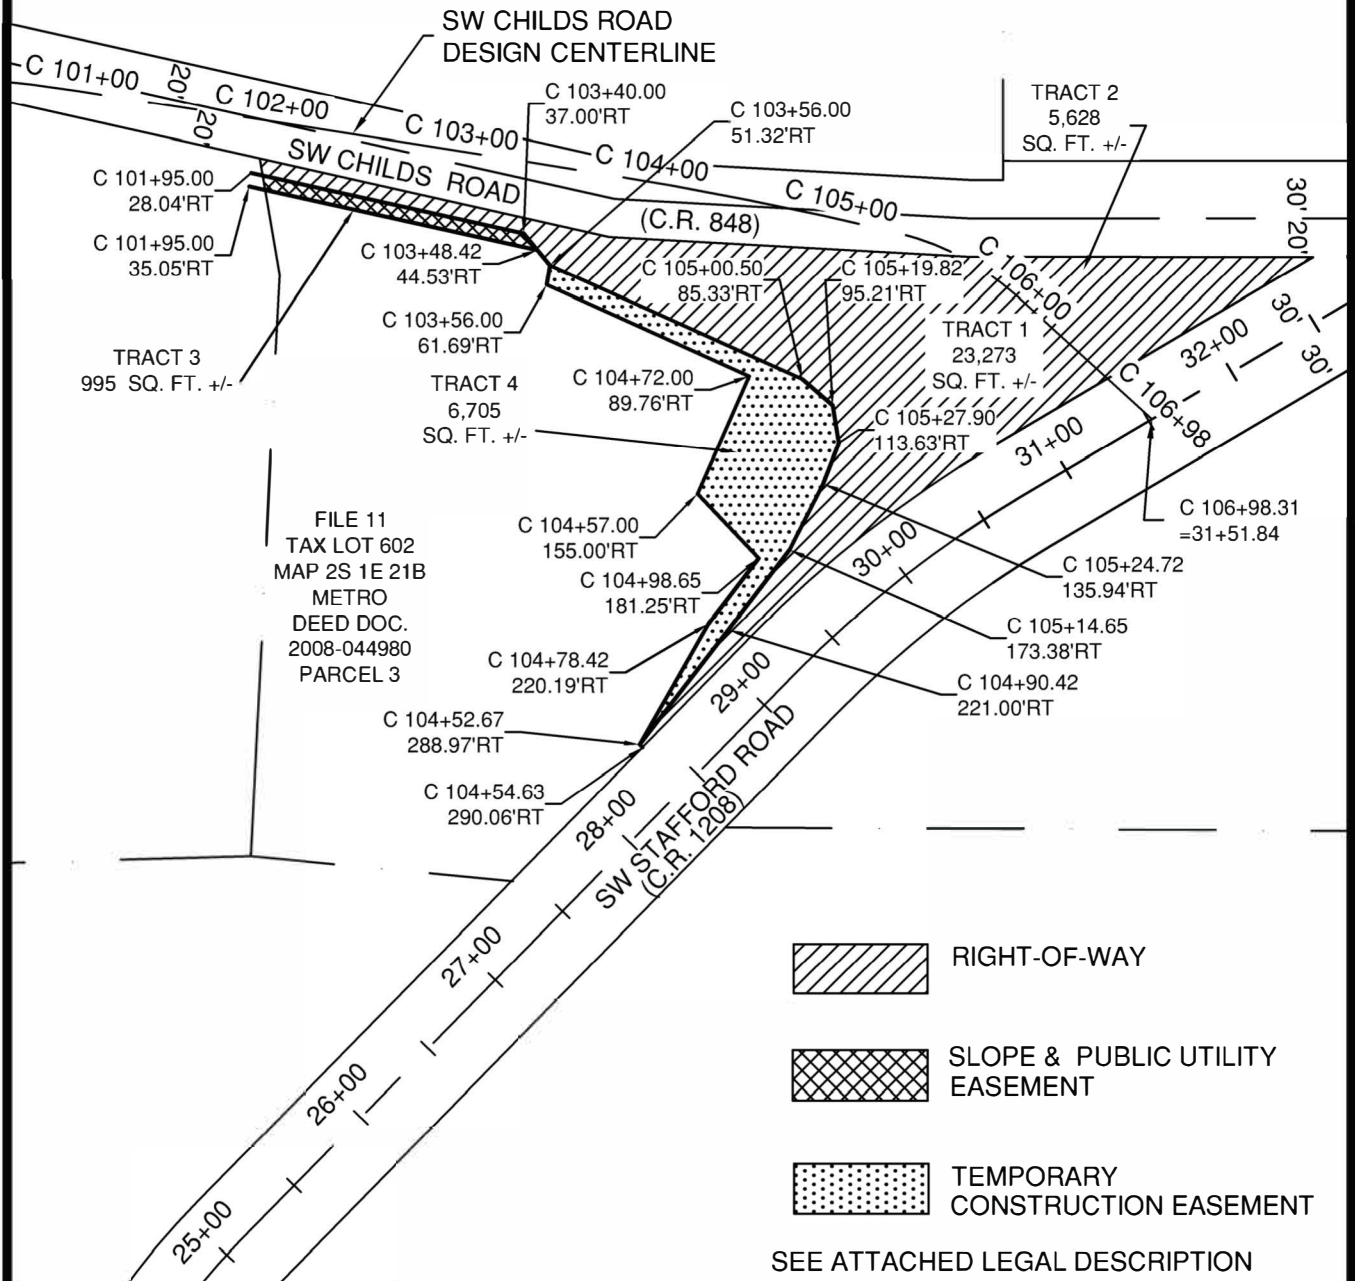 SW CHILDS ROAD
DESIGN CENTERLINE
C 101+00
20'
20'
C 102+00
C 103+00
C 104+00
C 105+00
C 106+00
C 106+98
SW CHILDS ROAD
(C.R. 848)
C 103+40.00
37.00'RT
C 103+56.00
51.32'RT
TRACT 2
5,628
SQ. FT. +/-
30'
20'
C 101+95.00
28.04'RT
C 101+95.00
35.05'RT
C 103+48.42
44.53'RT
C 105+00.50
85.33'RT
C 105+19.82
95.21'RT
C 103+56.00
61.69'RT
TRACT 1
23,273
SQ. FT. +/-
30'
30'
32+00
TRACT 3
995 SQ. FT. +/-
TRACT 4
6,705
SQ. FT. +/-
C 104+72.00
89.76'RT
C 105+27.90
113.63'RT
31+00
C 106+98.31
=31+51.84
FILE 11
TAX LOT 602
MAP 2S 1E 21B
METRO
DEED DOC.
2008-044980
PARCEL 3
C 104+57.00
155.00'RT
30+00
C 104+98.65
181.25'RT
C 105+24.72
135.94'RT
C 105+14.65
173.38'RT
C 104+78.42
220.19'RT
29+00
C 104+90.42
221.00'RT
C 104+52.67
288.97'RT
C 104+54.63
290.06'RT
28+00
SW STAFFORD ROAD
(C.R. 1208)
27+00
26+00
25+00
RIGHT-OF-WAY
SLOPE & PUBLIC UTILITY
EASEMENT
TEMPORARY
CONSTRUCTION EASEMENT
SEE ATTACHED LEGAL DESCRIPTION